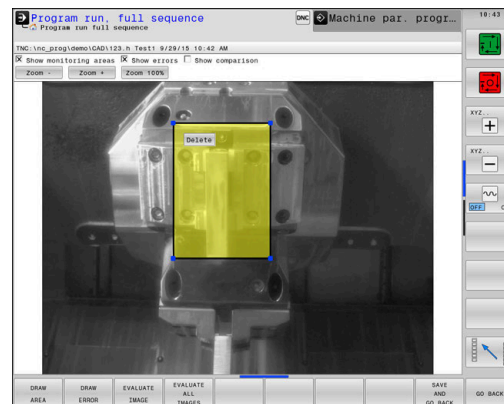 Program run, full sequence
Program run full sequence
DNC
Machine par. progr…
10:43
TNC:\nc_prog\demo\CAD\123.h Test1 9/29/15 10:42 AM
Show monitoring areas Show errors Show comparison
Zoom - Zoom + Zoom 100%
Delete
XYZ..
XYZ..
OFF
DRAW AREA
DRAW ERROR
EVALUATE IMAGE
EVALUATE ALL IMAGES
SAVE AND GO BACK
GO BACK